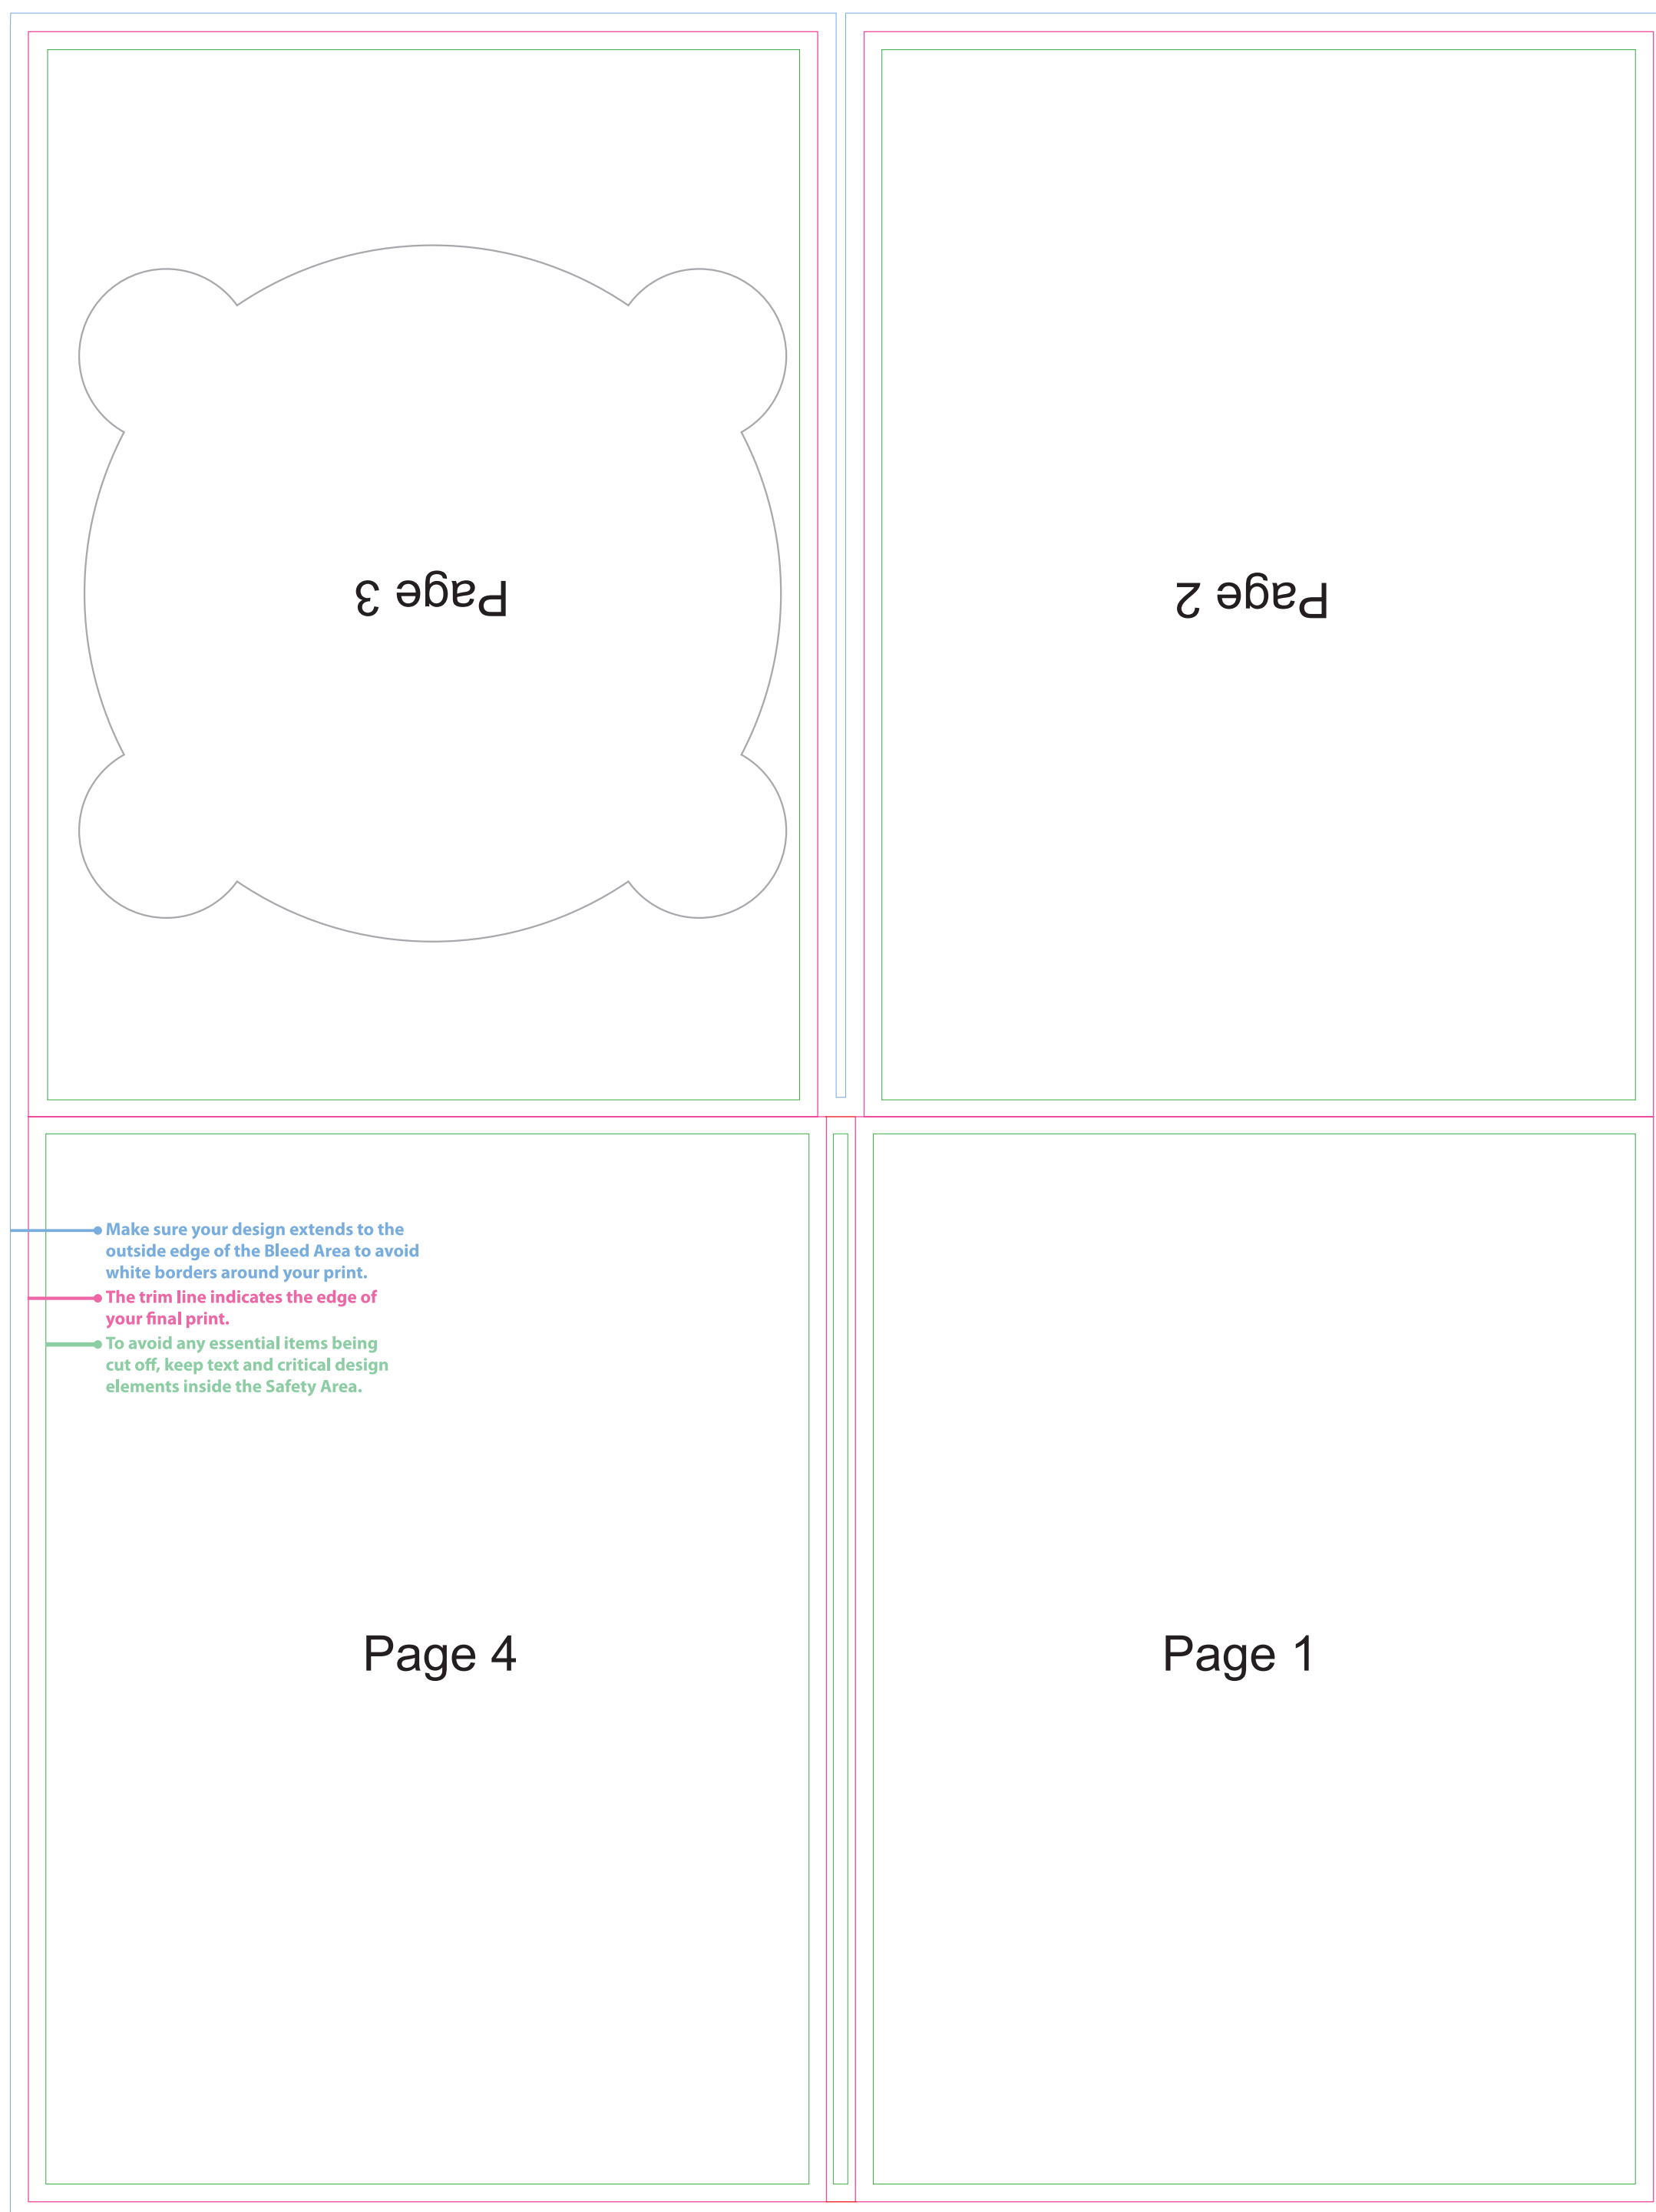 Page 3
Page 2
Make sure your design extends to the
outside edge of the Bleed Area to avoid
white borders around your print.
The trim line indicates the edge of
your final print.
To avoid any essential items being
cut off, keep text and critical design
elements inside the Safety Area.
Page 4
Page 1